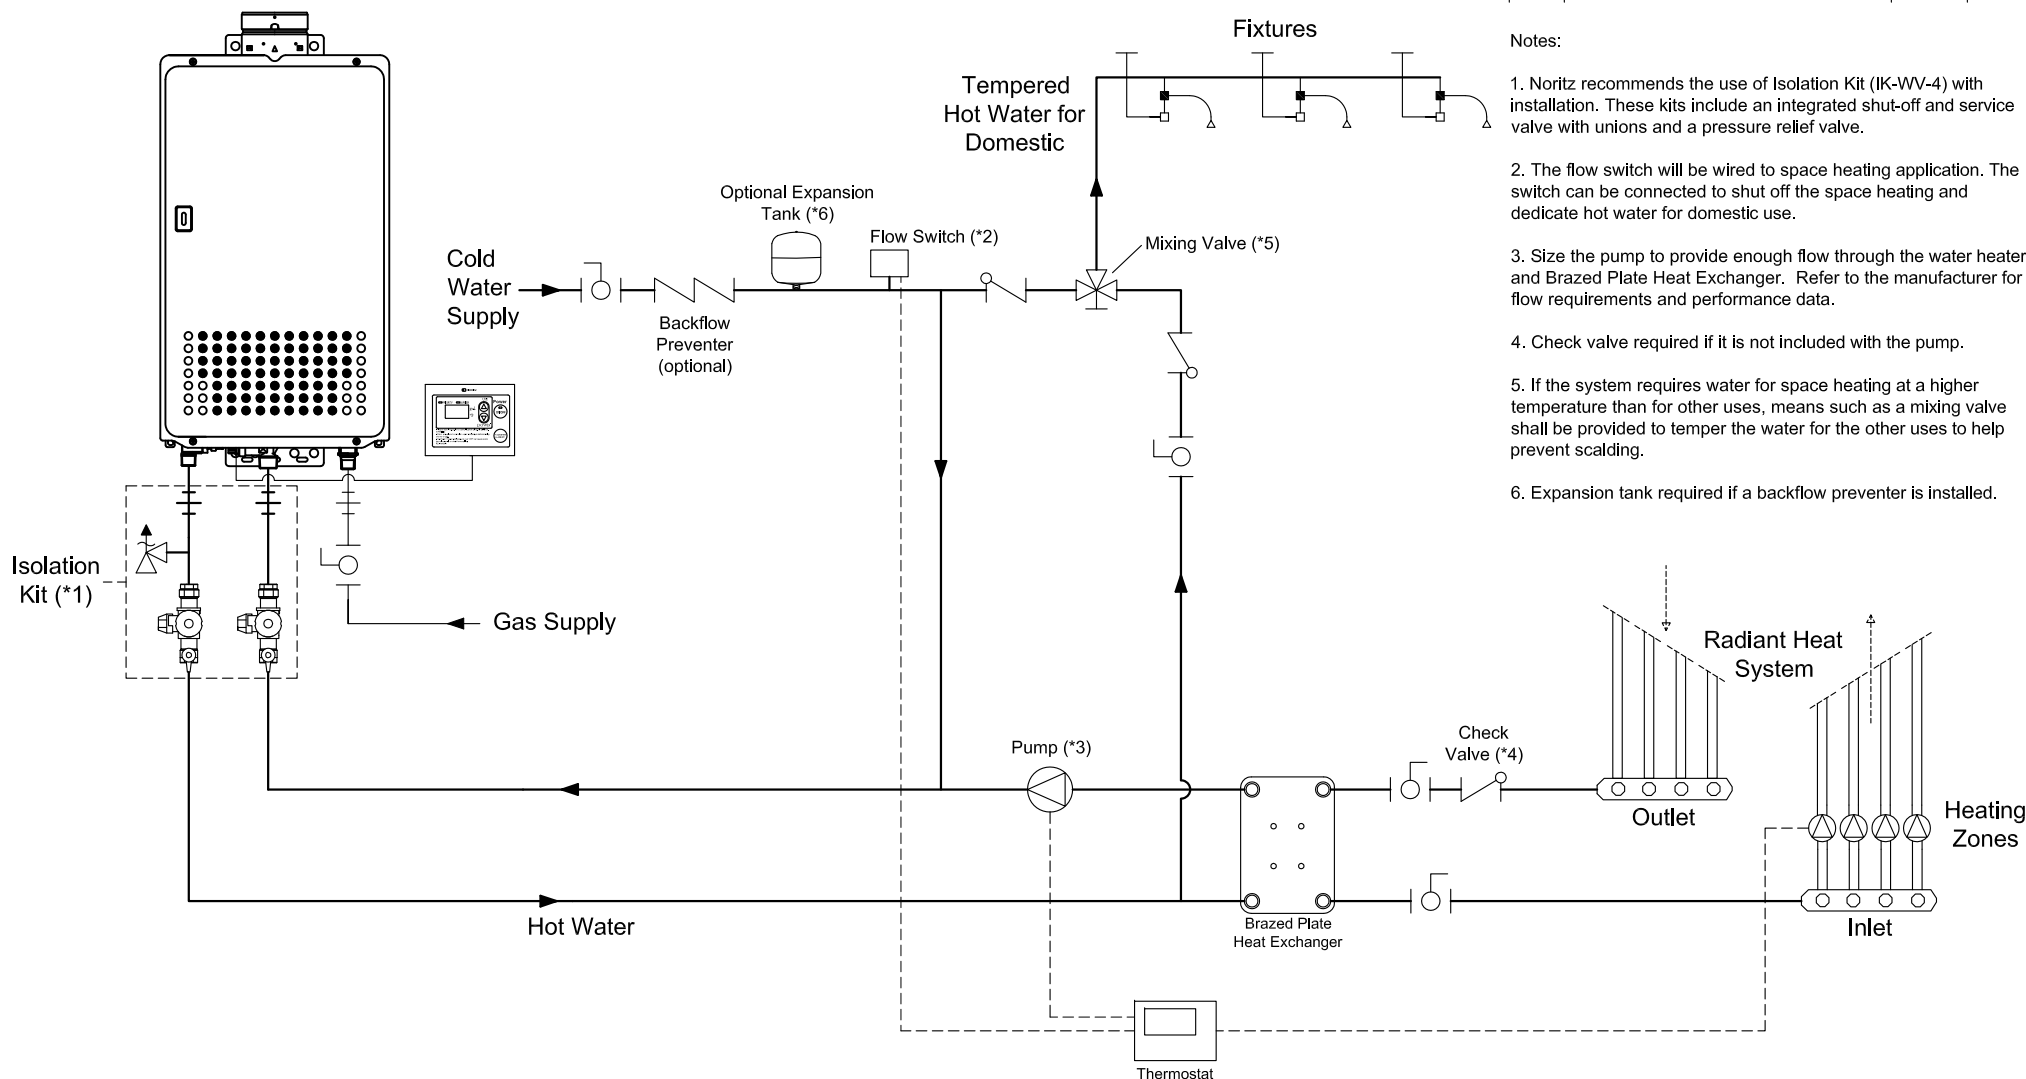 Fixtures
Tempered
Hot Water for
Domestic
Optional Expansion
Tank (*6)
Flow Switch (*2)
Mixing Valve (*5)
Cold
Water
Supply
Backflow
Preventer
(optional)
Isolation
Kit (*1)
Gas Supply
Pump (*3)
Check
Valve (*4)
Radiant Heat
System
Outlet
Heating
Zones
Inlet
Hot Water
Brazed Plate
Heat Exchanger
Thermostat
Notes:
1. Noritz recommends the use of Isolation Kit (IK-WV-4) with
installation. These kits include an integrated shut-off and service
valve with unions and a pressure relief valve.
2. The flow switch will be wired to space heating application. The
switch can be connected to shut off the space heating and
dedicate hot water for domestic use.
3. Size the pump to provide enough flow through the water heater
and Brazed Plate Heat Exchanger. Refer to the manufacturer for
flow requirements and performance data.
4. Check valve required if it is not included with the pump.
5. If the system requires water for space heating at a higher
temperature than for other uses, means such as a mixing valve
shall be provided to temper the water for the other uses to help
prevent scalding.
6. Expansion tank required if a backflow preventer is installed.